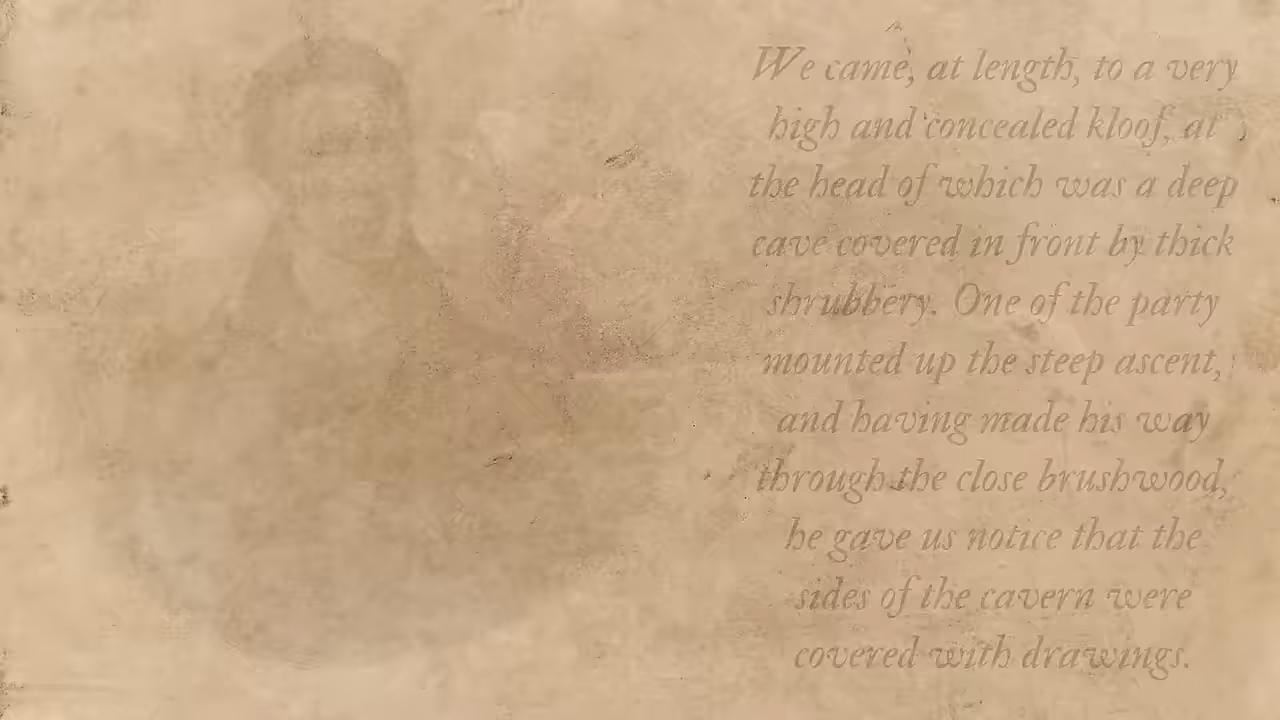 We came, at length, to a very
high and concealed kloof, at
the head of which was a deep
cave covered in front by thick
shrubbery. One of the party
mounted up the steep ascent,
and having made his way
through the close brushwood,
he gave us notice that the
sides of the cavern were
covered with drawings.